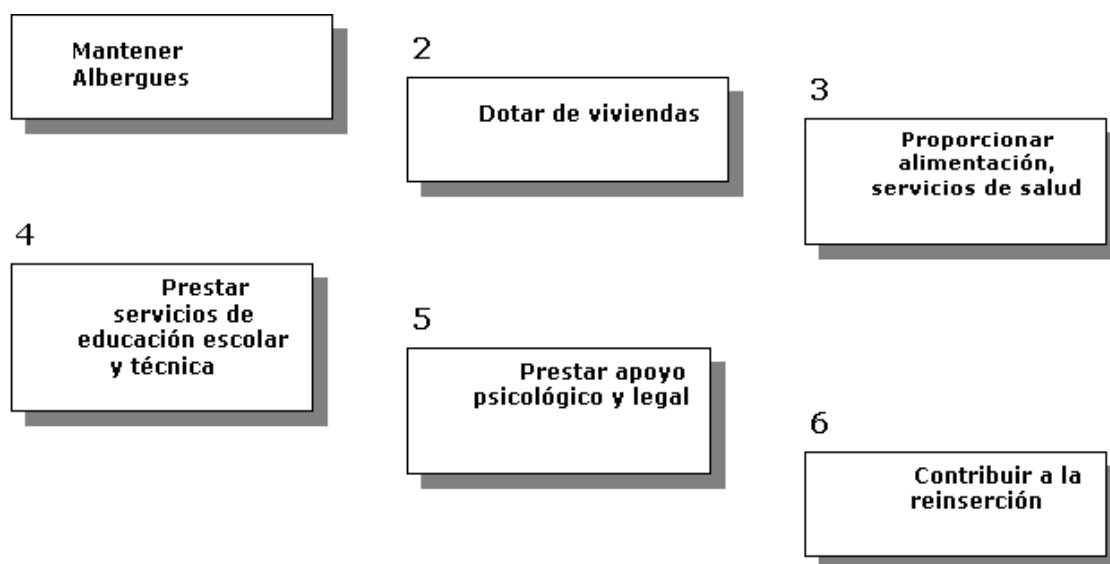 Mantener
Albergues
2
Dotar de viviendas
3
Proporcionar
alimentación,
servicios de salud
4
Prestar
servicios de
educación escolar
y técnica
5
Prestar apoyo
psicológico y legal
6
Contribuir a la
reinserción